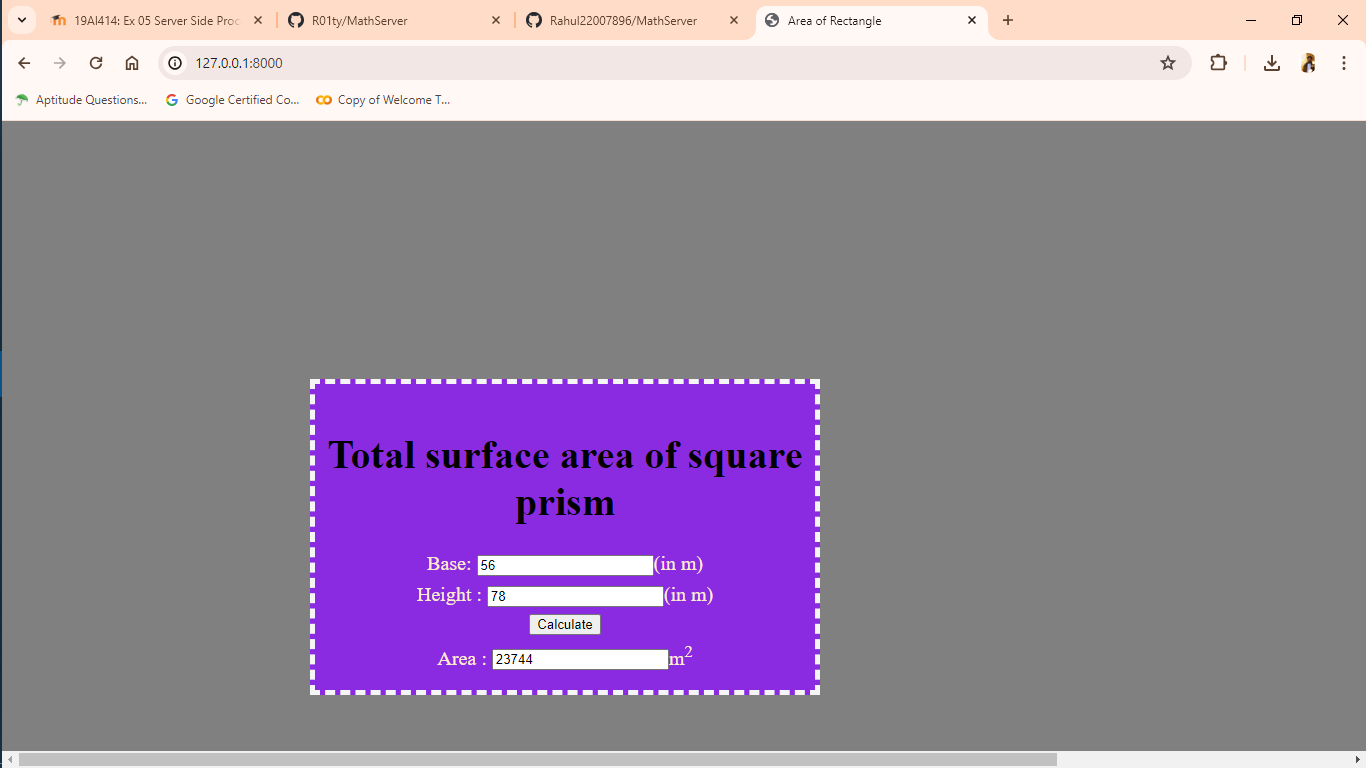 19AI414: Ex 05 Server Side Proc
R01ty/MathServer
Rahul22007896/MathServer
Area of Rectangle
127.0.0.1:8000
Aptitude Questions...
Google Certified Co...
Copy of Welcome T...
Total surface area of square
prism
Base: 56 (in m)
Height : 78 (in m)
Calculate
Area : 23744 m²